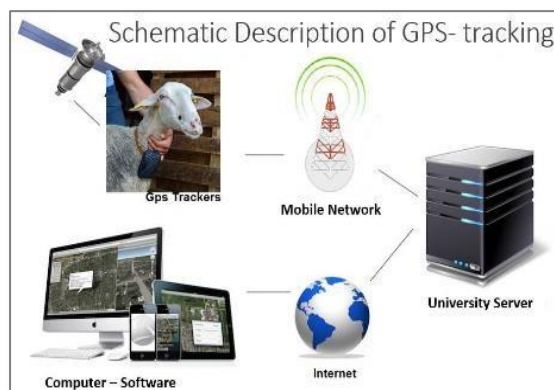 Schematic Description of GPS- tracking
Gps Trackers
Mobile Network
University Server
Internet
Computer – Software